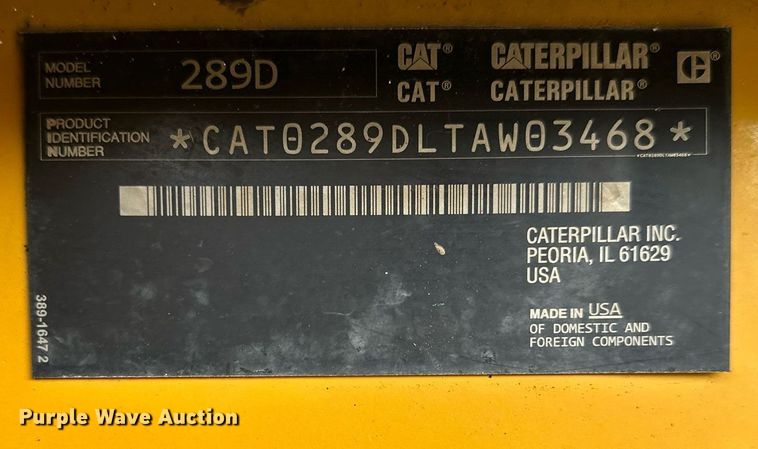 MODEL
NUMBER
289D
CAT® CATERPILLAR®
CAT® CATERPILLAR®
C®
PRODUCT
IDENTIFICATION
NUMBER
*CAT0289DLTAW03468*
*CAT0289DLTAW03468*
CATERPILLAR INC.
PEORIA, IL 61629
USA
MADE IN USA
OF DOMESTIC AND
FOREIGN COMPONENTS
389-1647 2
Purple Wave Auction